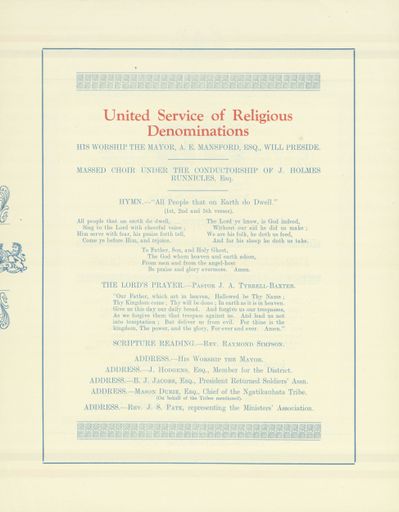 United Service of Religious
Denominations
HIS WORSHIP THE MAYOR, A. E. MANSFORD, ESQ., WILL PRESIDE.
MASSED CHOIR UNDER THE CONDUCTORSHIP OF J. HOLMES
RUNNICLES, Esq.
HYMN.—"All People that on Earth do Dwell."
(1st, 2nd and 5th verses).
All people that on earth do dwell,
Sing to the Lord with cheerful voice;
Him serve with fear, his praise forth tell,
Come ye before Him, and rejoice.
The Lord ye know, is God indeed,
Without our aid he did us make;
We are his folk, he doth us feed,
And for his sheep he doth us take.
To Father, Son, and Holy Ghost,
The God whom heaven and earth adore,
From men and from the angel-host
Be praise and glory evermore. Amen.
THE LORD'S PRAYER.—Pastor J. A. Tyrrell-Baxter.
"Our Father, which art in heaven, Hallowed be Thy Name;
Thy Kingdom come; Thy will be done; In earth as it is in heaven.
Give us this day our daily bread. And forgive us our trespasses,
As we forgive them that trespass against us. And lead us not
into temptation; But deliver us from evil. For thine is the
kingdom, The power, and the glory, For ever and ever. Amen."
SCRIPTURE READING.—Rev. Raymond Simpson.
ADDRESS.—His Worship the Mayor.
ADDRESS.—J. Hodgens, Esq., Member for the District.
ADDRESS.—B. J. Jacobs, Esq., President Returned Soldiers' Assn.
ADDRESS.—Mason Durie, Esq., Chief of the Ngatikauhata Tribe.
(On behalf of the Tribes mentioned).
ADDRESS.—Rev. J. S. Pate, representing the Ministers' Association.